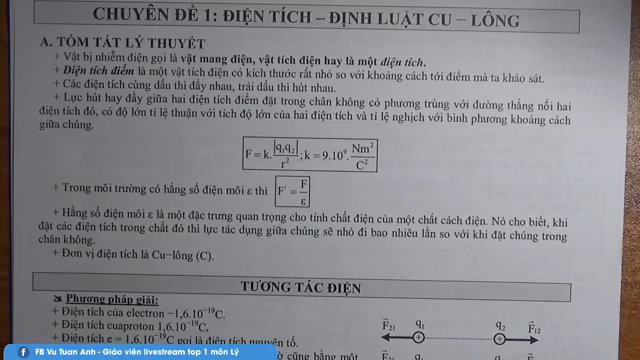 CHUYÊN ĐỀ 1: ĐIỆN TÍCH – ĐỊNH LUẬT CU – LÔNG
A. TÓM TẮT LÝ THUYẾT
+ Vật bị nhiễm điện gọi là vật mang điện, vật tích điện hay là một điện tích.
+ Điện tích điểm là một vật tích điện có kích thước rất nhỏ so với khoảng cách tới điểm mà ta khảo sát.
+ Các điện tích cùng dấu thì đẩy nhau, trái dấu thì hút nhau.
+ Lực hút hay đẩy giữa hai điện tích điểm đặt trong chân không có phương trùng với đường thẳng nối hai
điện tích đó, có độ lớn tỉ lệ thuận với tích độ lớn của hai điện tích và tỉ lệ nghịch với bình phương khoảng cách
giữa chúng.
F = k.|q₁q₂|/r²; k = 9.10⁹. Nm²/C²
+ Trong môi trường có hằng số điện môi ε thì F' = F/ε
+ Hằng số điện môi ε là một đặc trưng quan trọng cho tính chất điện của một chất cách điện. Nó cho biết, khi
đặt các điện tích trong chất đó thì lực tác dụng giữa chúng sẽ nhỏ đi bao nhiêu lần so với khi đặt chúng trong
chân không.
+ Đơn vị điện tích là Cu−lông (C).
TƯƠNG TÁC ĐIỆN
Phương pháp giải:
+ Điện tích của electron −1,6.10⁻¹⁹C.
+ Điện tích cuaproton 1,6.10⁻¹⁹C.
+ Điện tích e = 1,6.10⁻¹⁹C gọi là điện tích nguyên tố.
F₂₁ q₁ q₂ F₁₂
cũng bằng một
FB Vu Tuan Anh - Giáo viên livestream top 1 môn Lý